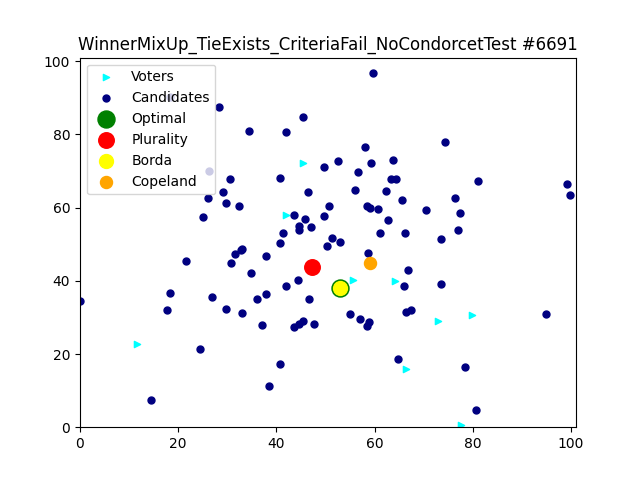 WinnerMixUp_TieExists_CriteriaFail_NoCondorcetTest #6691
100
80
60
40
20
0
0 20 40 60 80 100
Voters
Candidates
Optimal
Plurality
Borda
Copeland